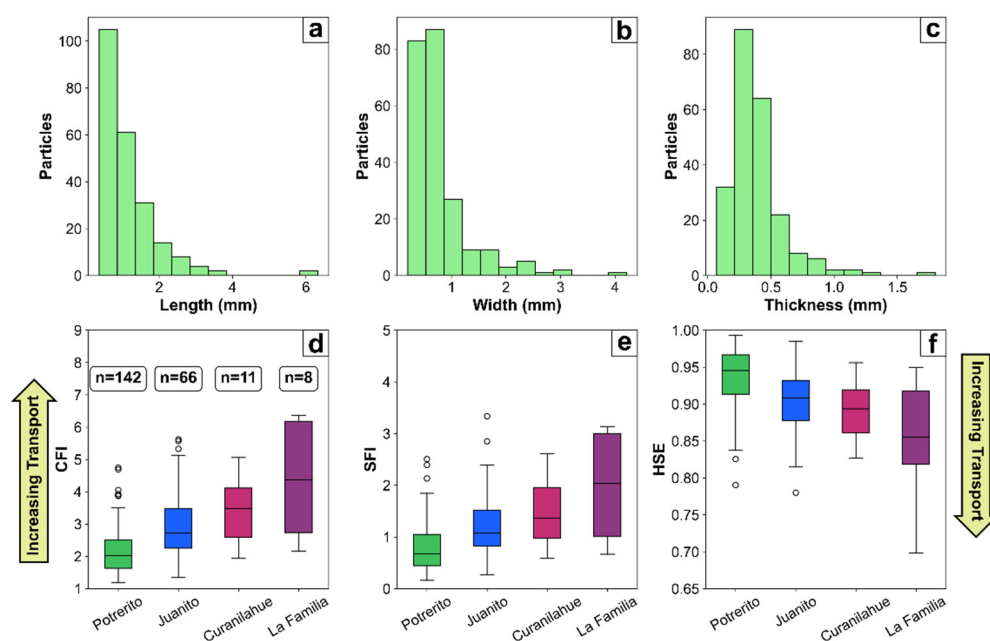 a
b
c
100
80
60
40
20
0
Particles
2
4
6
Length (mm)
80
60
40
20
0
Particles
1
2
3
4
Width (mm)
80
60
40
20
0
Particles
0.0
0.5
1.0
1.5
Thickness (mm)
d
e
f
Increasing Transport
9
8
7
6
5
4
3
2
1
CFI
n=142
n=66
n=11
n=8
Potrerito
Juanito
Curanilahue
La Familia
5
4
3
2
1
0
SFI
Potrerito
Juanito
Curanilahue
La Familia
1.00
0.95
0.90
0.85
0.80
0.75
0.70
0.65
HSE
Potrerito
Juanito
Curanilahue
La Familia
Increasing Transport